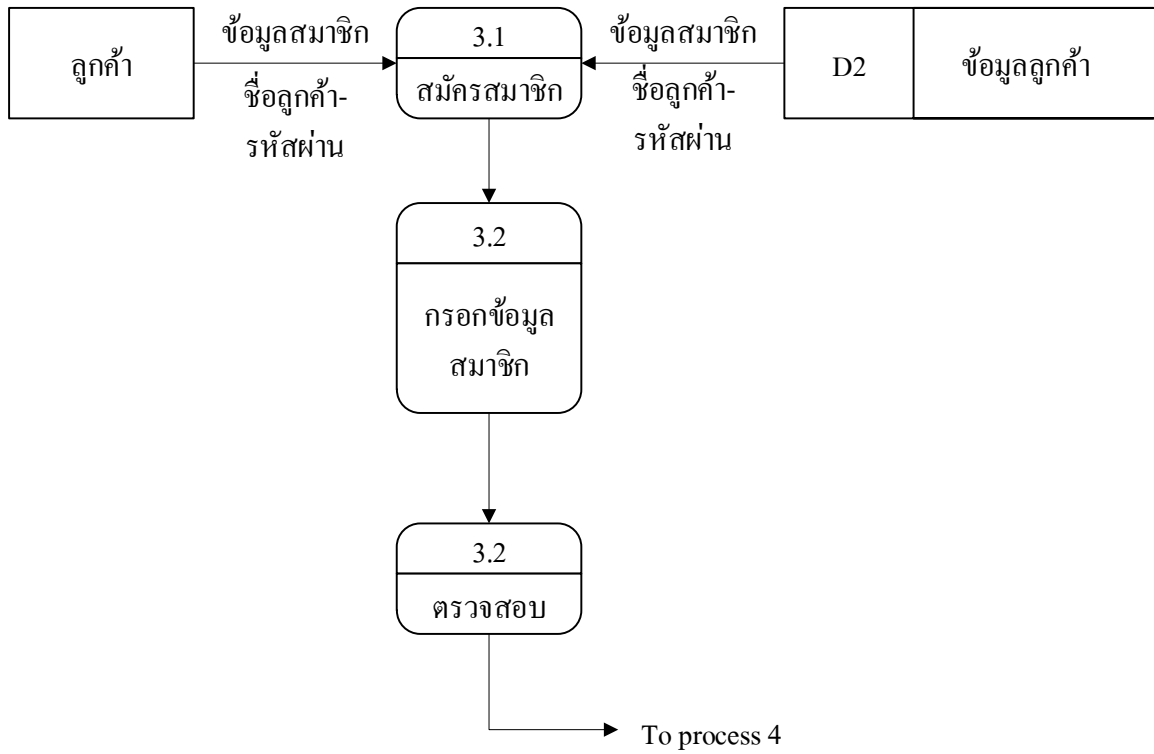 ลูกค้า
ข้อมูลสมาชิก
ชื่อลูกค้า-
รหัสผ่าน
3.1
สมัครสมาชิก
ข้อมูลสมาชิก
ชื่อลูกค้า-
รหัสผ่าน
D2
ข้อมูลลูกค้า
3.2
กรอกข้อมูล
สมาชิก
3.2
ตรวจสอบ
To process 4